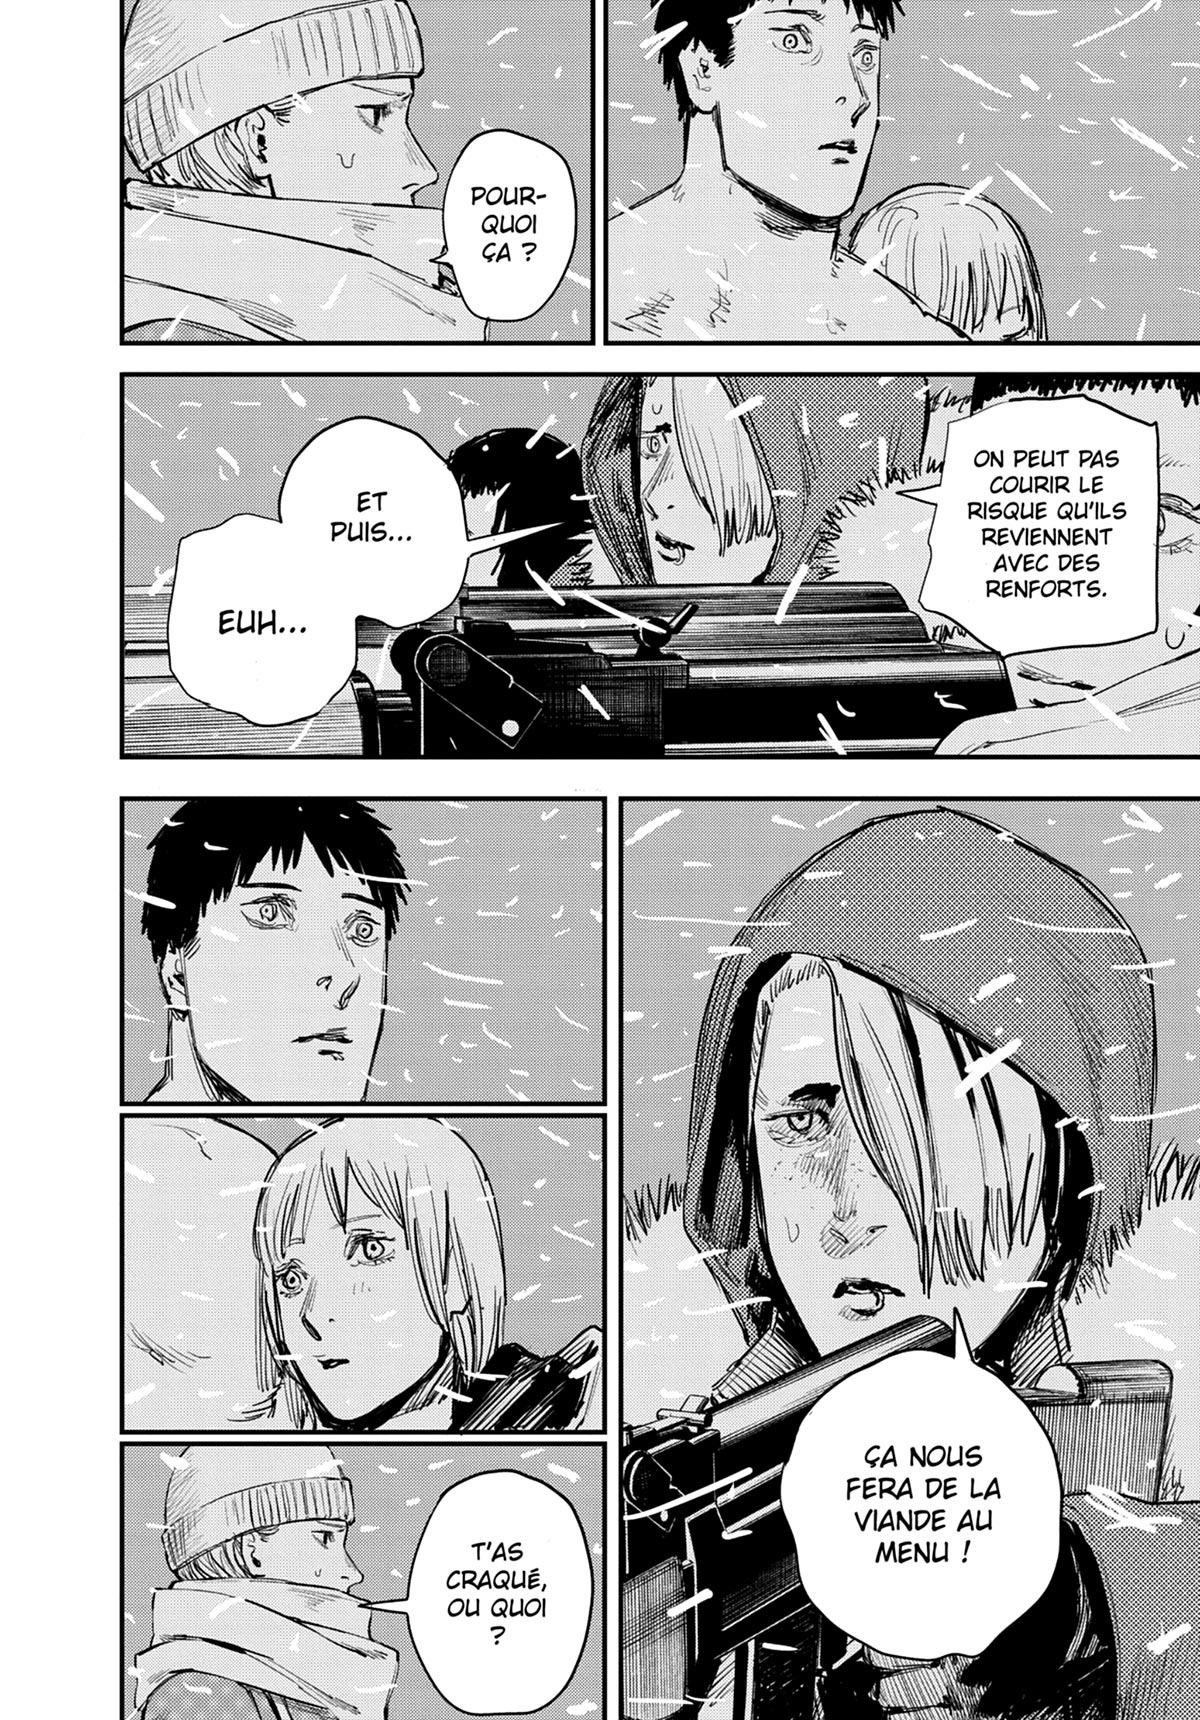 POUR-
QUOI
ÇA ?
ON PEUT PAS
COURIR LE
RISQUE QU'ILS
REVIENNENT
AVEC DES
RENFORTS.
ET
PUIS...
EUH...
ÇA NOUS
FERA DE LA
VIANDE AU
MENU !
T'AS
CRAQUÉ,
OU QUOI
?